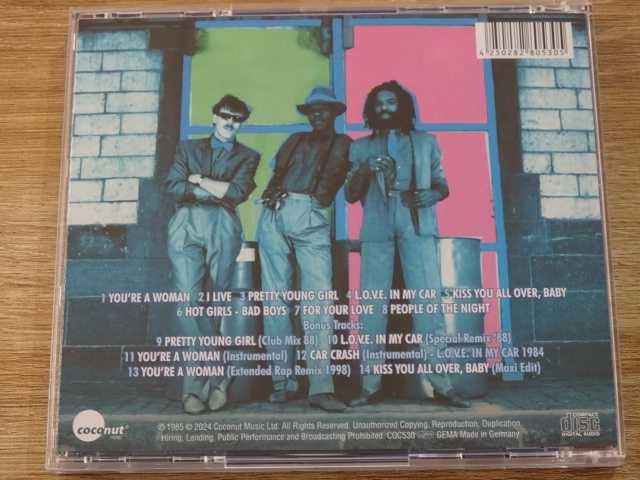 4 250282 805305
1 YOU'RE A WOMAN 2 I LIVE 3 PRETTY YOUNG GIRL 4 L.O.V.E. IN MY CAR 5 KISS YOU ALL OVER, BABY
6 HOT GIRLS - BAD BOYS 7 FOR YOUR LOVE 8 PEOPLE OF THE NIGHT
Bonus Tracks:
9 PRETTY YOUNG GIRL (Club Mix 88) 10 L.O.V.E. IN MY CAR (Special Remix '88)
11 YOU'RE A WOMAN (Instrumental) 12 CAR CRASH (Instrumental) - L.O.V.E. IN MY CAR 1984
13 YOU'RE A WOMAN (Extended Rap Remix 1998) 14 KISS YOU ALL OVER, BABY (Maxi Edit)
coconut
℗ 1985 © 2024 Coconut Music Ltd. All Rights Reserved. Unauthorized Copying, Reproduction, Duplication,
Hiring, Lending, Public Performance and Broadcasting Prohibited. COC530 GEMA Made in Germany
COMPACT
disc
DIGITAL AUDIO